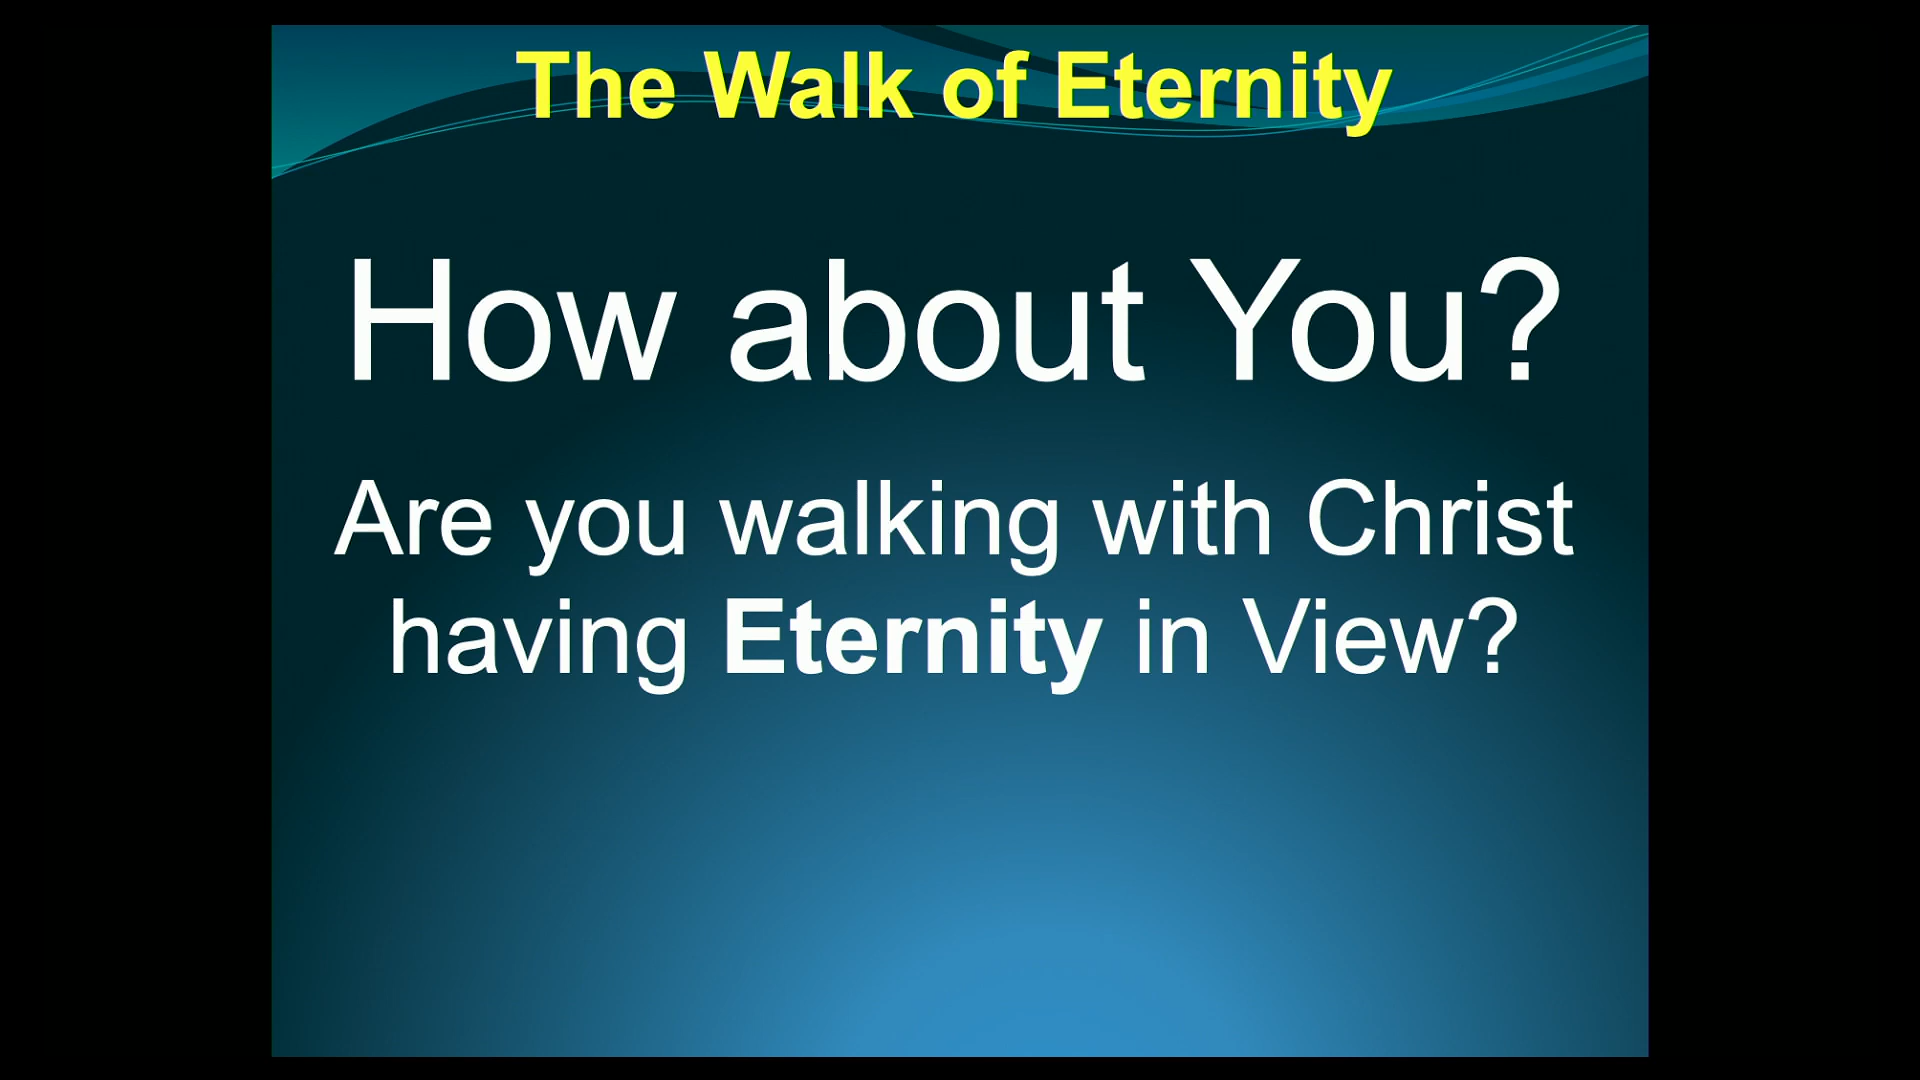 The Walk of Eternity
How about You?
Are you walking with Christ
having Eternity in View?